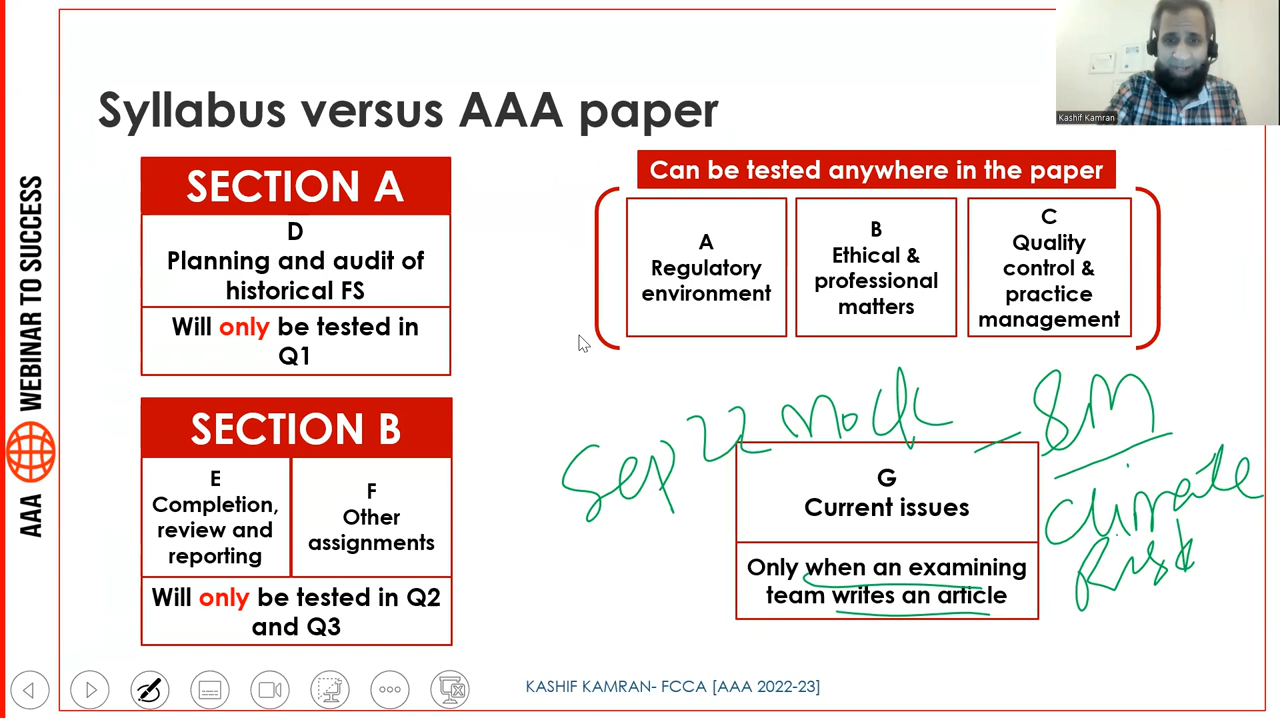 Syllabus versus AAA paper
Kashif Kamran
AAA WEBINAR TO SUCCESS
SECTION A
D
Planning and audit of
historical FS
Will only be tested in
Q1
SECTION B
E
Completion,
review and
reporting
F
Other
assignments
Will only be tested in Q2
and Q3
Can be tested anywhere in the paper
A
Regulatory
environment
B
Ethical &
professional
matters
C
Quality
control &
practice
management
Sep 22 Mock - 8M
climate
Risk
G
Current issues
Only when an examining
team writes an article
KASHIF KAMRAN- FCCA [AAA 2022-23]